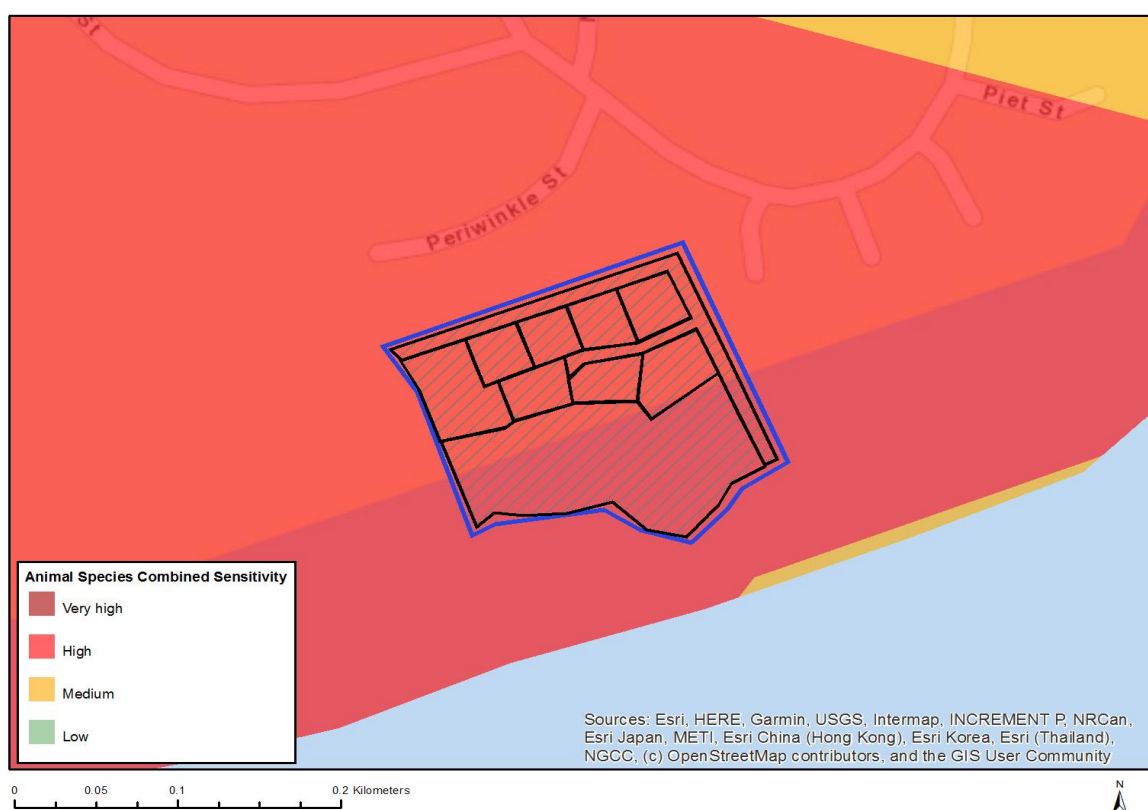 St
Piet St
Periwinkle St
Animal Species Combined Sensitivity
Very high
High
Medium
Low
Sources: Esri, HERE, Garmin, USGS, Intermap, INCREMENT P, NRCan,
Esri Japan, METI, Esri China (Hong Kong), Esri Korea, Esri (Thailand),
NGCC, (c) OpenStreetMap contributors, and the GIS User Community
0 0.05 0.1 0.2 Kilometers
N